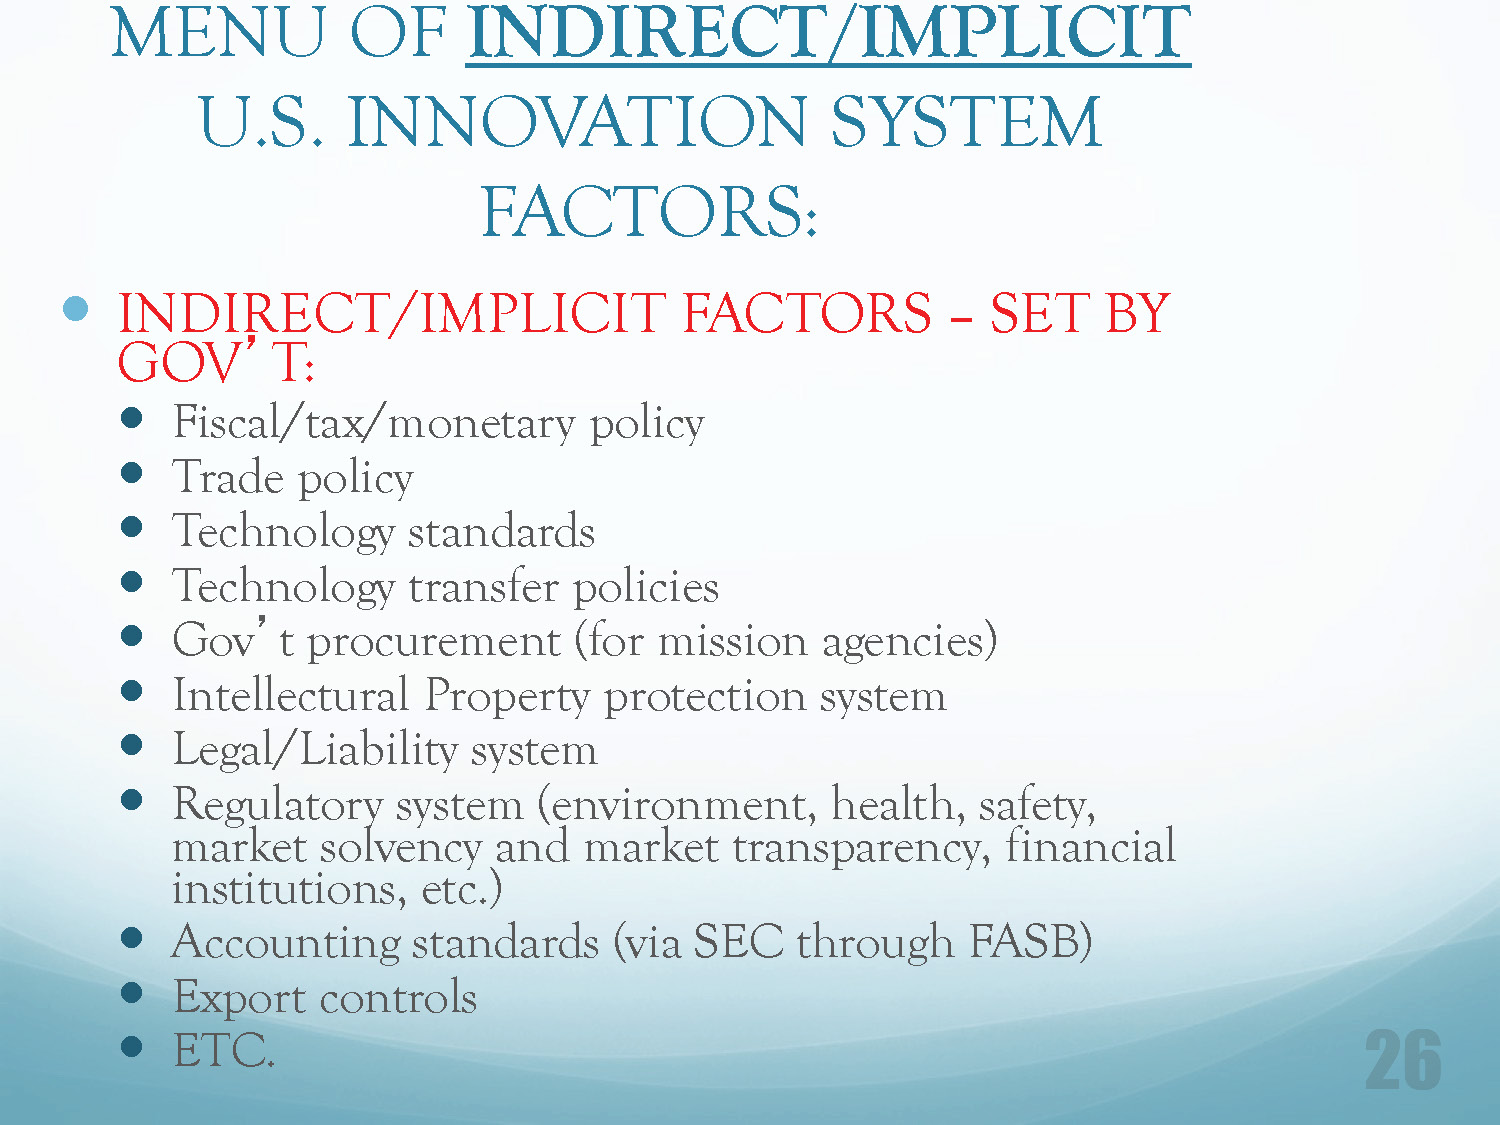 MENU OF INDIRECT/IMPLICIT
U.S. INNOVATION SYSTEM
FACTORS:
• INDIRECT/IMPLICIT FACTORS – SET BY
GOV’T:
• Fiscal/tax/monetary policy
• Trade policy
• Technology standards
• Technology transfer policies
• Gov’t procurement (for mission agencies)
• Intellectural Property protection system
• Legal/Liability system
• Regulatory system (environment, health, safety,
market solvency and market transparency, financial
institutions, etc.)
• Accounting standards (via SEC through FASB)
• Export controls
• ETC.
26